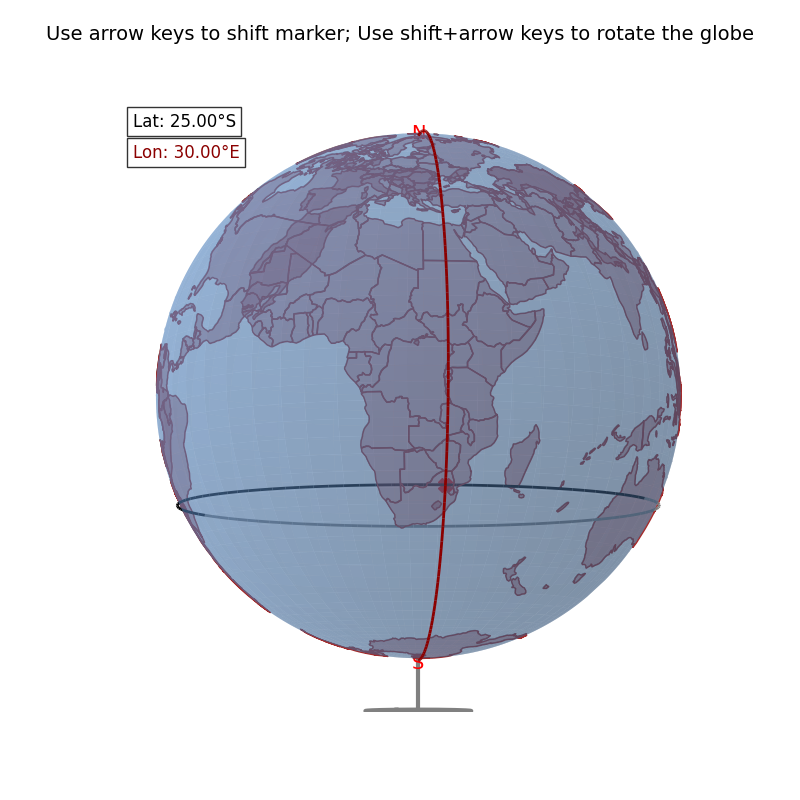 Use arrow keys to shift marker; Use shift+arrow keys to rotate the globe
Lat: 25.00°S
Lon: 30.00°E
N
S